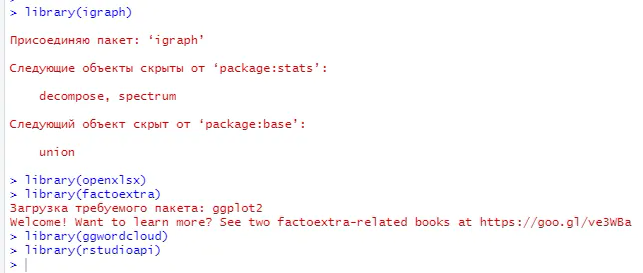 > library(igraph)
Присоединяю пакет: ‘igraph’
Следующие объекты скрыты от ‘package:stats’:
decompose, spectrum
Следующий объект скрыт от ‘package:base’:
union
> library(openxlsx)
> library(factoextra)
Загрузка требуемого пакета: ggplot2
Welcome! Want to learn more? See two factoextra-related books at https://goo.gl/ve3WBa
> library(ggwordcloud)
> library(rstudioapi)
>